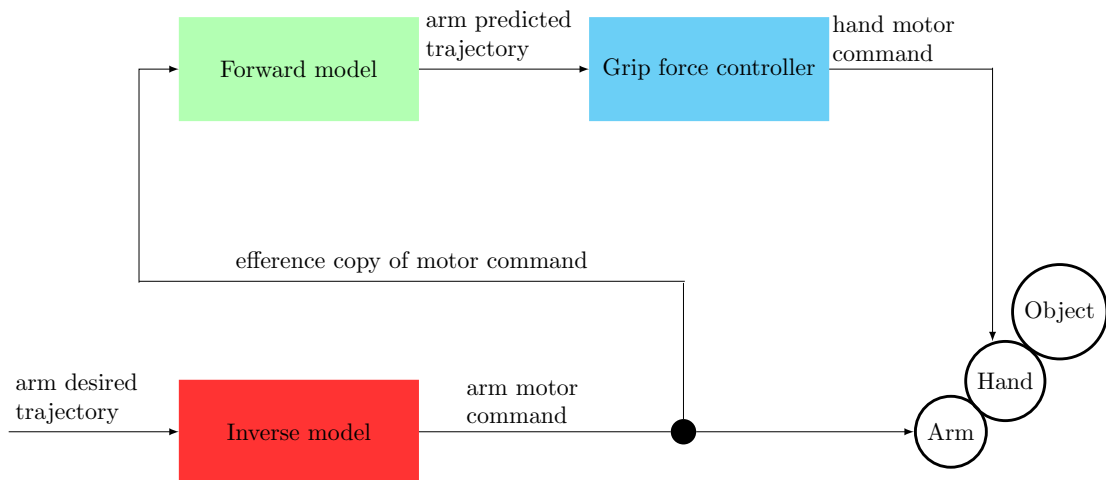 arm predicted
trajectory
hand motor
command
Forward model
Grip force controller
efference copy of motor command
Object
arm desired
trajectory
arm motor
command
Hand
Inverse model
Arm